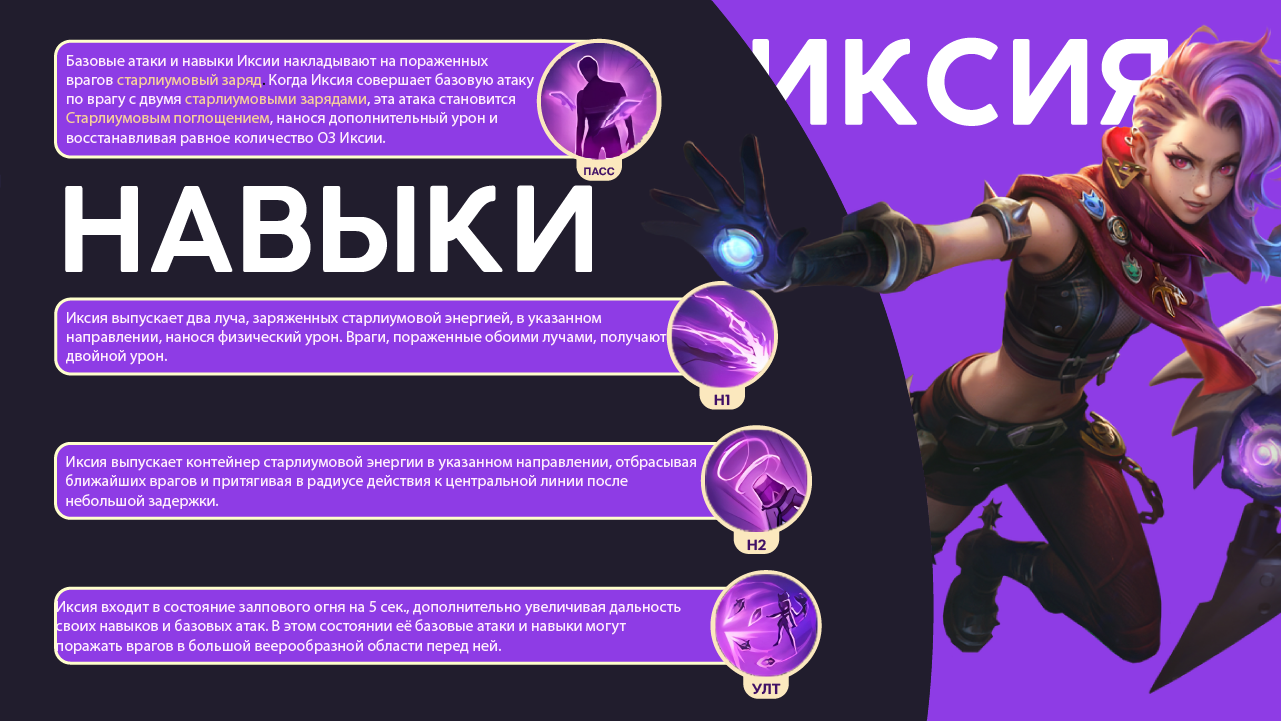 Базовые атаки и навыки Иксии накладывают на пораженных
врагов старлиумовый заряд. Когда Иксия совершает базовую атаку
по врагу с двумя старлиумовыми зарядами, эта атака становится
Старлиумовым поглощением, нанося дополнительный урон и
восстанавливая равное количество ОЗ Иксии.
ПАСС
ИКСИЯ
НАВЫКИ
Иксия выпускает два луча, заряженных старлиумовой энергией, в указанном
направлении, нанося физический урон. Враги, пораженные обоими лучами, получают
двойной урон.
Н1
Иксия выпускает контейнер старлиумовой энергии в указанном направлении, отбрасывая
ближайших врагов и притягивая в радиусе действия к центральной линии после
небольшой задержки.
Н2
Иксия входит в состояние залпового огня на 5 сек., дополнительно увеличивая дальность
своих навыков и базовых атак. В этом состоянии её базовые атаки и навыки могут
поражать врагов в большой веерообразной области перед ней.
УЛТ